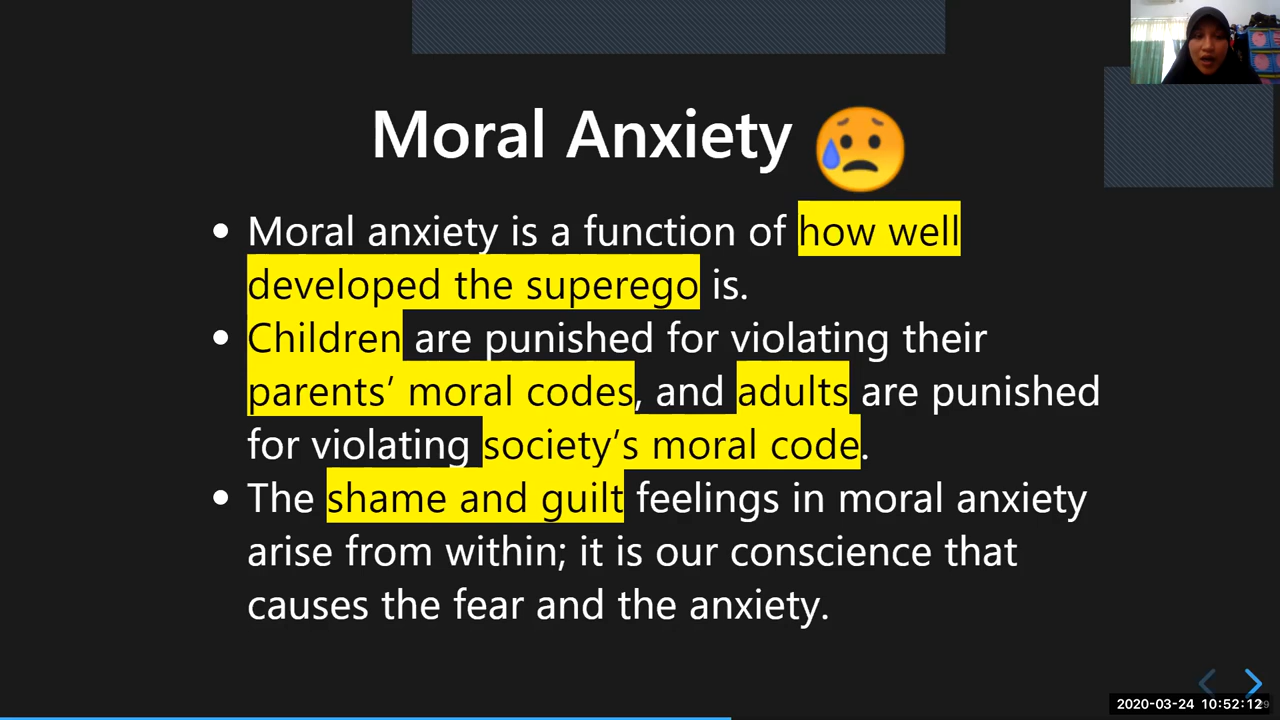 Moral Anxiety 😥
• Moral anxiety is a function of how well
developed the superego is.
• Children are punished for violating their
parents’ moral codes, and adults are punished
for violating society’s moral code.
• The shame and guilt feelings in moral anxiety
arise from within; it is our conscience that
causes the fear and the anxiety.
2020-03-24 10:52:12